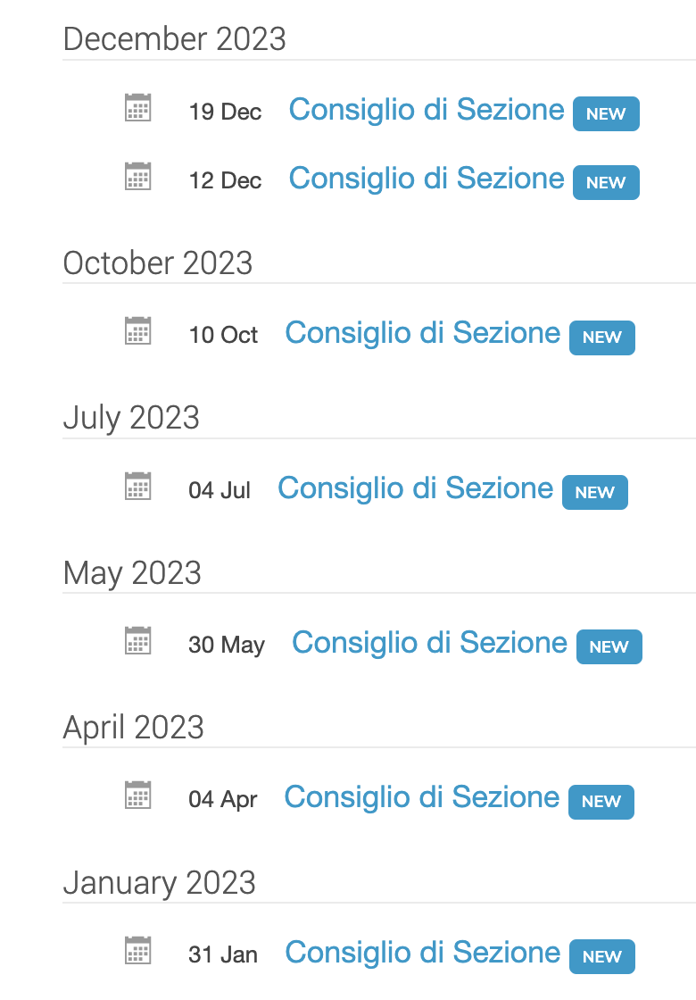 December 2023
19 Dec Consiglio di Sezione NEW
12 Dec Consiglio di Sezione NEW
October 2023
10 Oct Consiglio di Sezione NEW
July 2023
04 Jul Consiglio di Sezione NEW
May 2023
30 May Consiglio di Sezione NEW
April 2023
04 Apr Consiglio di Sezione NEW
January 2023
31 Jan Consiglio di Sezione NEW